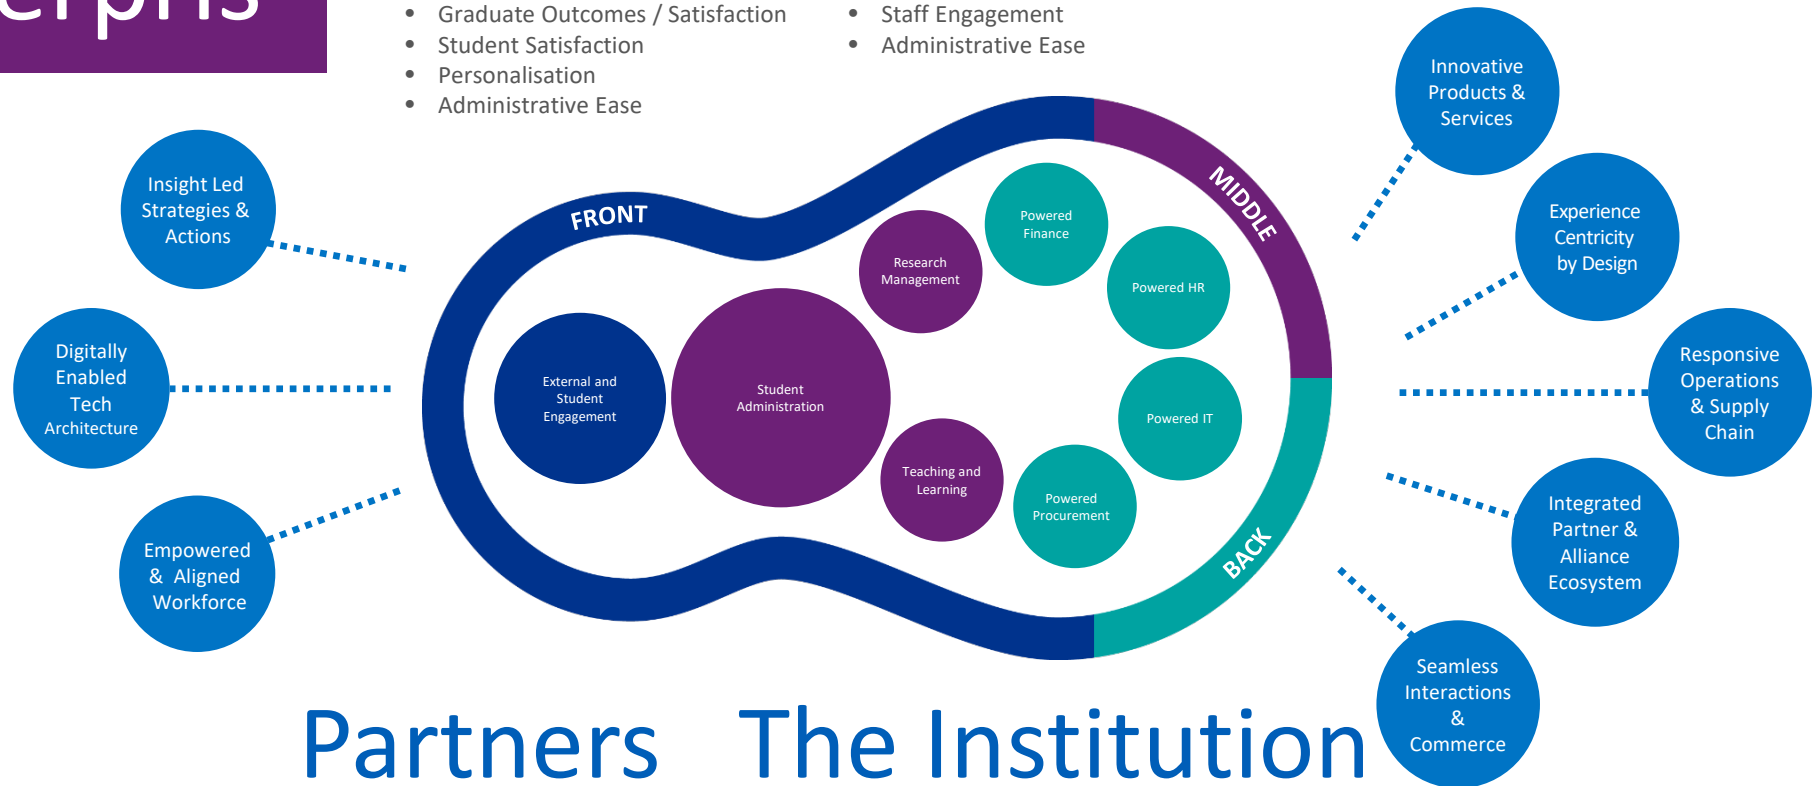 erpris
• Graduate Outcomes / Satisfaction
• Student Satisfaction
• Personalisation
• Administrative Ease
• Staff Engagement
• Administrative Ease
Insight Led
Strategies &
Actions
Digitally
Enabled
Tech
Architecture
Empowered
& Aligned
Workforce
FRONT
MIDDLE
BACK
External and
Student
Engagement
Student
Administration
Research
Management
Teaching and
Learning
Powered
Finance
Powered HR
Powered IT
Powered
Procurement
Innovative
Products &
Services
Experience
Centricity
by Design
Responsive
Operations
& Supply
Chain
Integrated
Partner &
Alliance
Ecosystem
Seamless
Interactions
&
Commerce
Partners The Institution